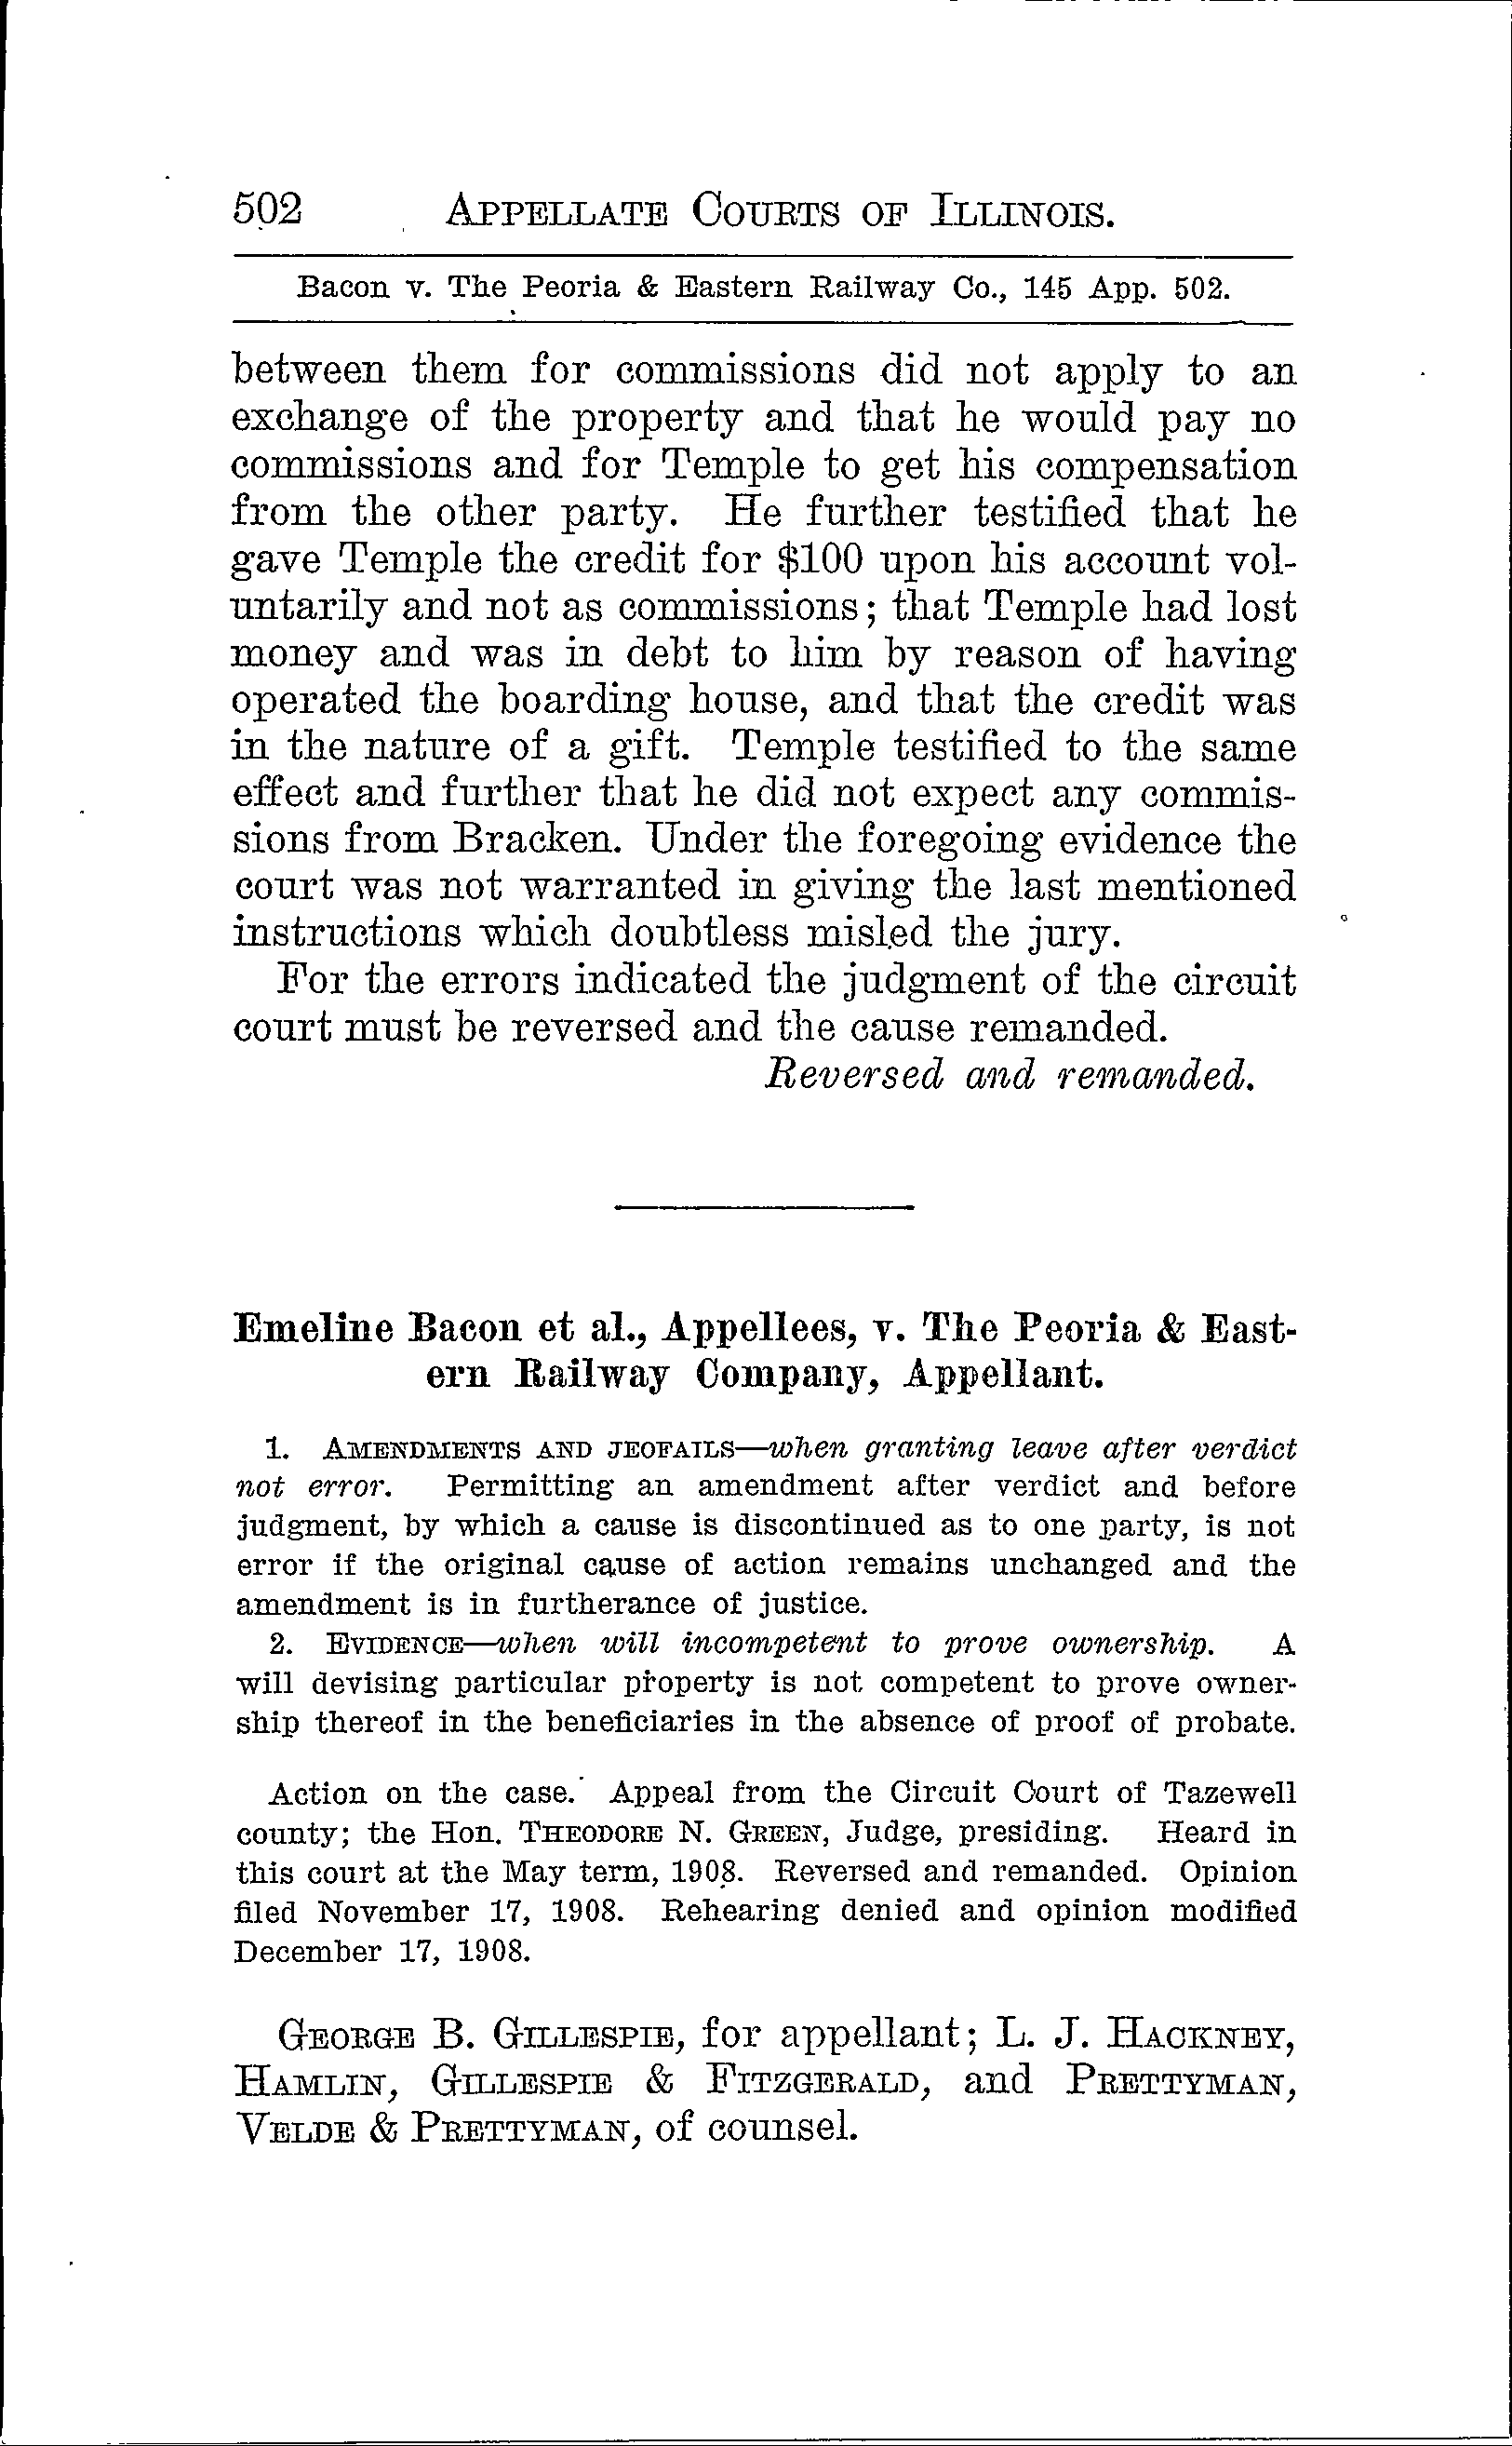 502 APPELLATE COURTS OF ILLINOIS.
Bacon v. The Peoria & Eastern Railway Co., 145 App. 502.
between them for commissions did not apply to an
exchange of the property and that he would pay no
commissions and for Temple to get his compensation
from the other party. He further testified that he
gave Temple the credit for $100 upon his account vol-
untarily and not as commissions; that Temple had lost
money and was in debt to him by reason of having
operated the boarding house, and that the credit was
in the nature of a gift. Temple testified to the same
effect and further that he did not expect any commis-
sions from Bracken. Under the foregoing evidence the
court was not warranted in giving the last mentioned
instructions which doubtless misled the jury.
For the errors indicated the judgment of the circuit
court must be reversed and the cause remanded.
Reversed and remanded.
Emeline Bacon et al., Appellees, v. The Peoria & East-
ern Railway Company, Appellant.
1. AMENDMENTS AND JEOFAILS—when granting leave after verdict
not error. Permitting an amendment after verdict and before
judgment, by which a cause is discontinued as to one party, is not
error if the original cause of action remains unchanged and the
amendment is in furtherance of justice.
2. EVIDENCE—when will incompetent to prove ownership. A
will devising particular property is not competent to prove owner-
ship thereof in the beneficiaries in the absence of proof of probate.
Action on the case. Appeal from the Circuit Court of Tazewell
county; the Hon. THEODORE N. GREEN, Judge, presiding. Heard in
this court at the May term, 1908. Reversed and remanded. Opinion
filed November 17, 1908. Rehearing denied and opinion modified
December 17, 1908.
GEORGE B. GILLESPIE, for appellant; L. J. HACKNEY,
HAMLIN, GILLESPIE & FITZGERALD, and PRETTYMAN,
VELDE & PRETTYMAN, of counsel.